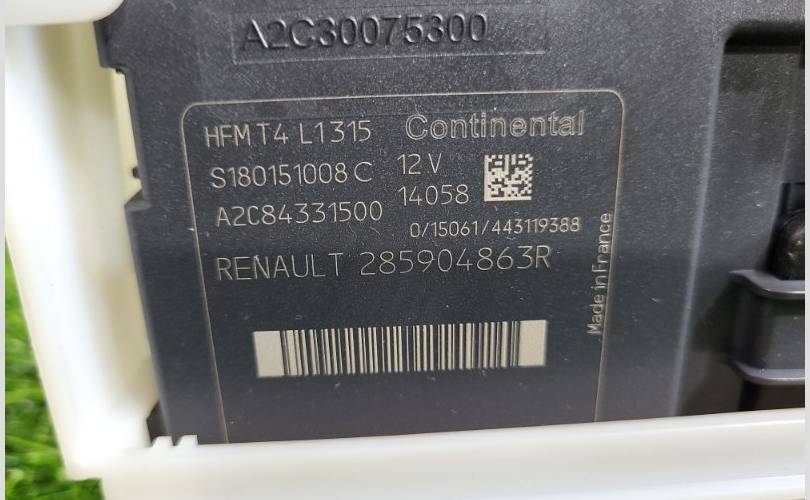 A2C30075300
HFM T4 L1315 Continental
S180151008 C 12 V
14058
A2C84331500
0/15061/443119388
RENAULT 285904863R
Made in France